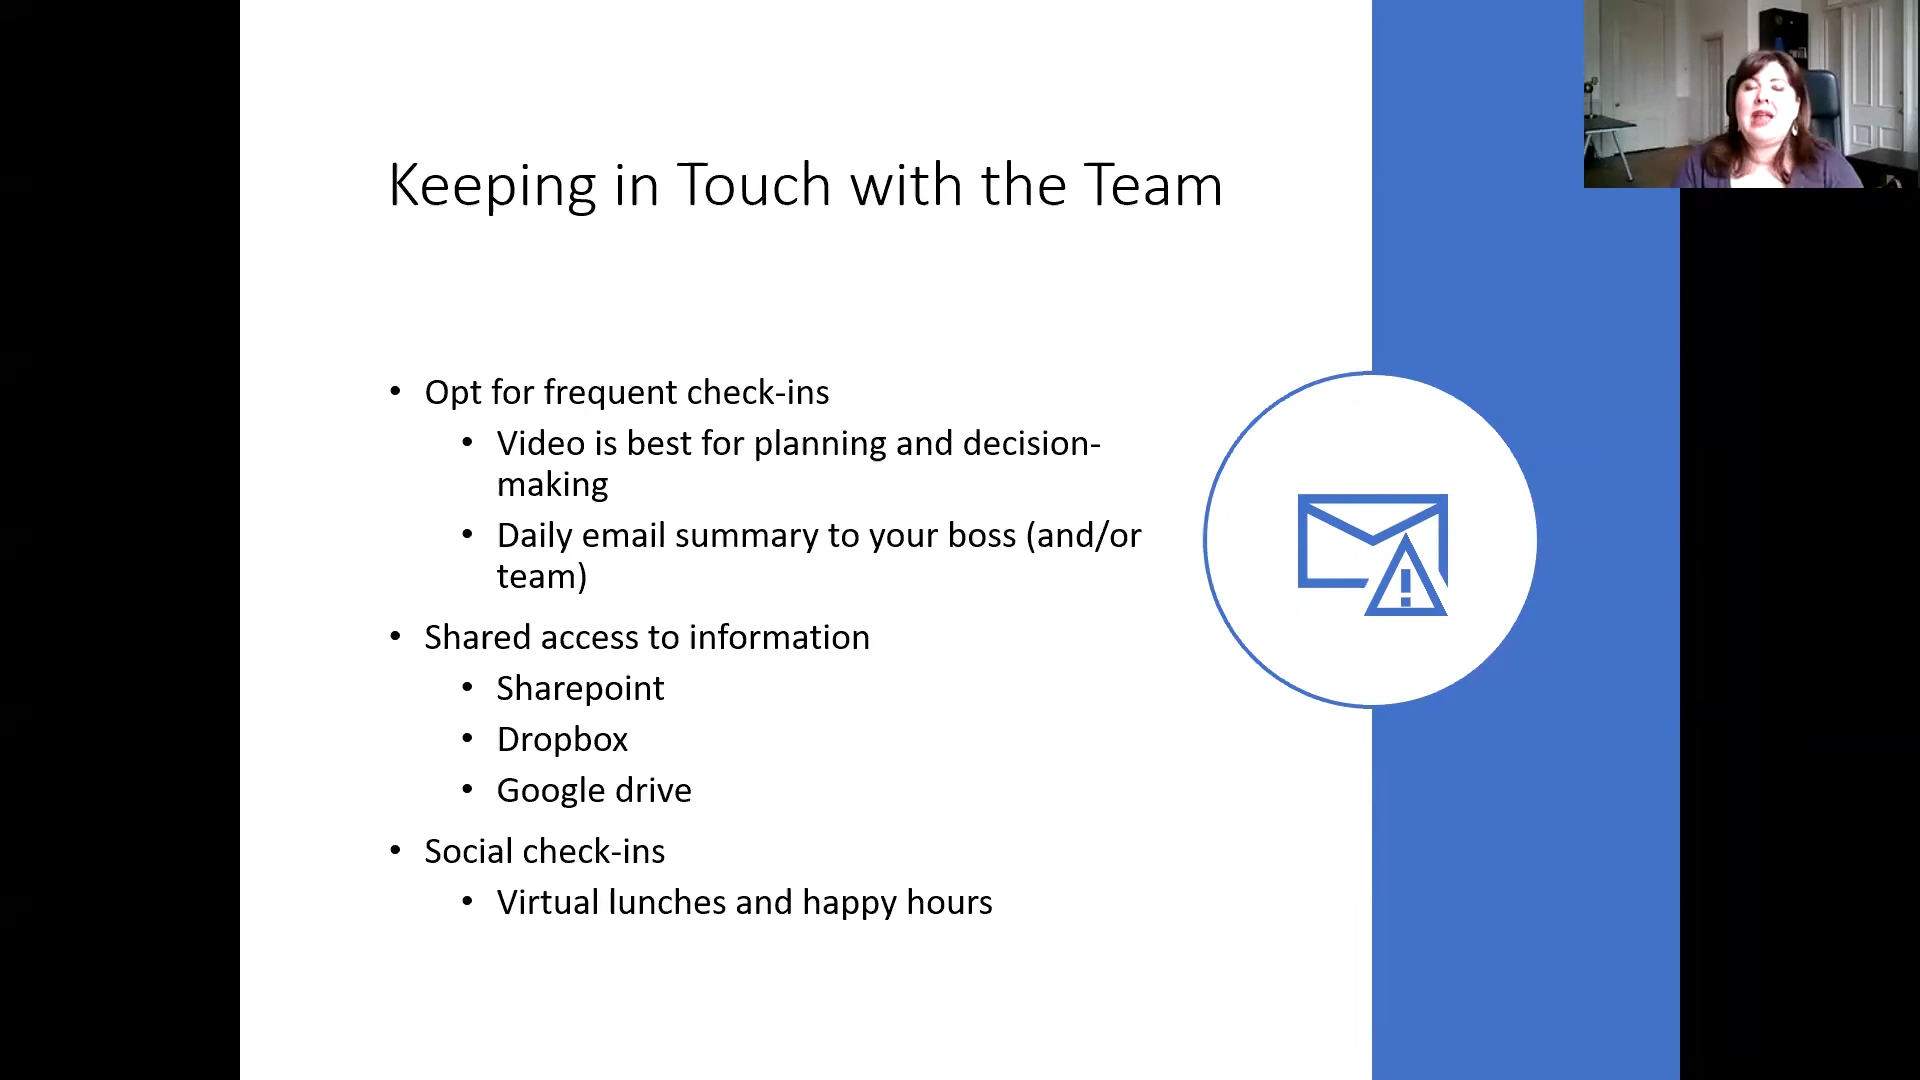 Keeping in Touch with the Team
• Opt for frequent check-ins
• Video is best for planning and decision-
making
• Daily email summary to your boss (and/or
team)
• Shared access to information
• Sharepoint
• Dropbox
• Google drive
• Social check-ins
• Virtual lunches and happy hours